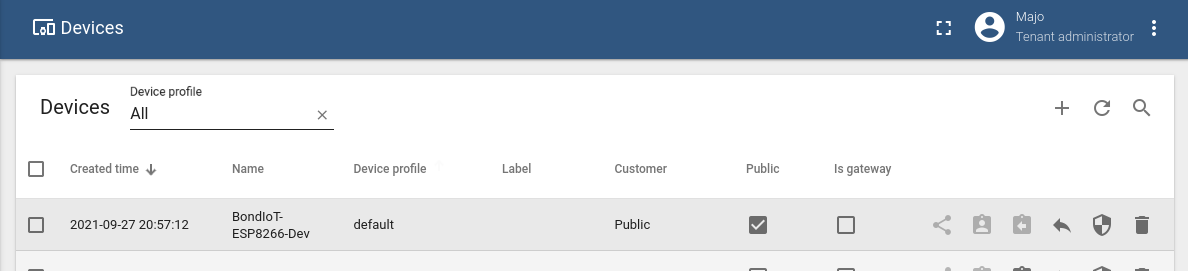 Devices
Majo
Tenant administrator
Devices
Device profile
All
Created time
Name
Device profile
Label
Customer
Public
Is gateway
2021-09-27 20:57:12
BondIoT-
ESP8266-Dev
default
Public